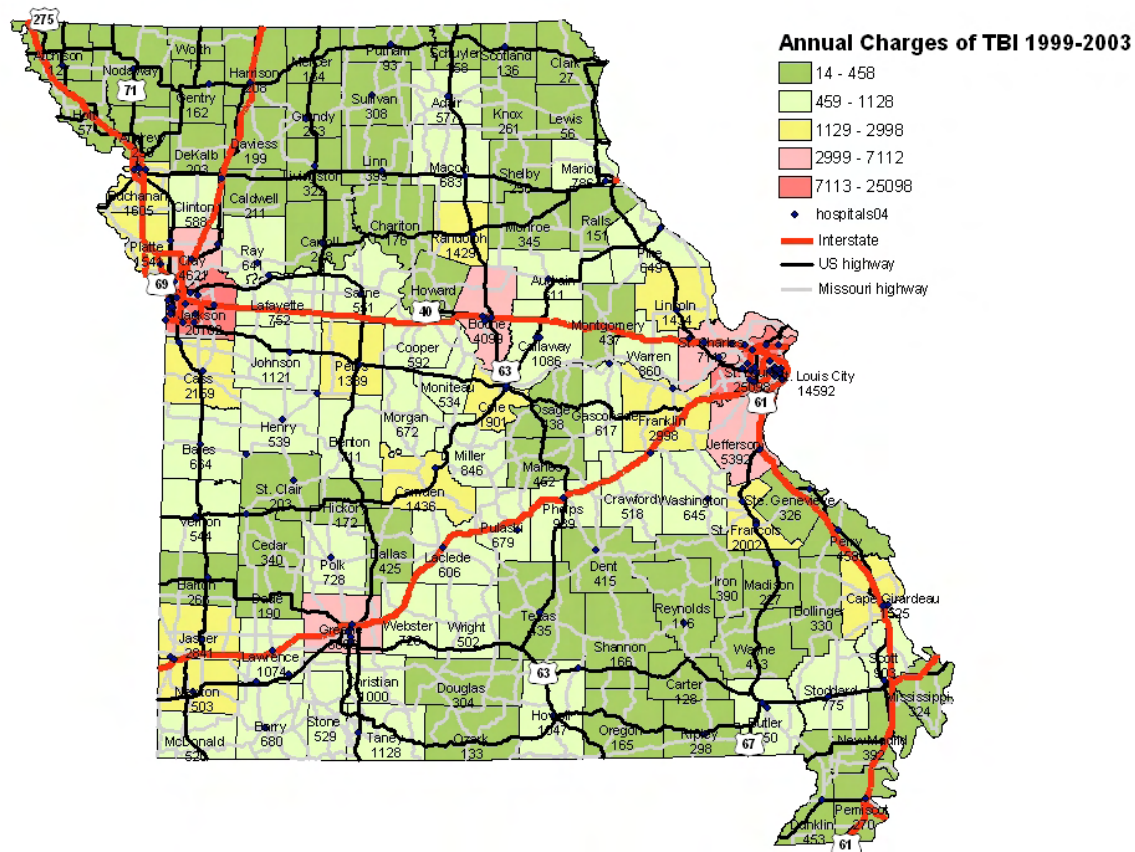 275
Annual Charges of TBI 1999-2003
14 - 458
459 - 1128
1129 - 2998
2999 - 7112
7113 - 25098
hospitals04
Interstate
US highway
Missouri highway
Worth
Nodaway
71
Gentry
162
Harrison
Mercer
Putnam
93
Schuyler
Scotland
136
Clark
27
Sullivan
308
Adair
Knox
261
Lewis
56
Daviess
199
DeKalb
203
Linn
Macon
683
Shelby
Marion
Caldwell
211
Clinton
588
Buchanan
1605
Chariton
176
Randolph
1429
Monroe
345
Ralls
151
Pike
649
Platte
Clay
4621
Ray
Carroll
69
Jackson
Lafayette
752
Saline
Howard
40
Boone
4099
Audrain
Callaway
1086
Montgomery
437
Lincoln
Warren
860
St. Charles
St. Louis City
14592
61
Johnson
1121
Pettis
1389
Cooper
592
63
Moniteau
534
Cole
1901
Osage
Gasconade
617
Franklin
2998
Jefferson
5392
Cass
2159
Henry
539
Benton
Morgan
672
Miller
846
Maries
Bates
St. Clair
203
Camden
1436
Hickory
172
Phelps
Pulaski
679
Crawford
518
Washington
645
Ste. Genevieve
326
St. Francois
2002
Perry
Vernon
544
Cedar
340
Polk
728
Dallas
425
Laclede
606
Dent
415
Iron
390
Madison
Barton
Dade
190
Reynolds
Bollinger
330
Cape Girardeau
Jasper
2841
Greene
Webster
Wright
502
Texas
Shannon
166
Wayne
Lawrence
1074
Scott
Newton
503
Christian
1000
Douglas
304
63
Carter
128
Stoddard
775
Mississippi
324
McDonald
Barry
680
Stone
529
Taney
1128
Ozark
133
Howell
Oregon
165
Ripley
298
Butler
67
New Madrid
392
Pemiscot
270
Dunklin
453
61